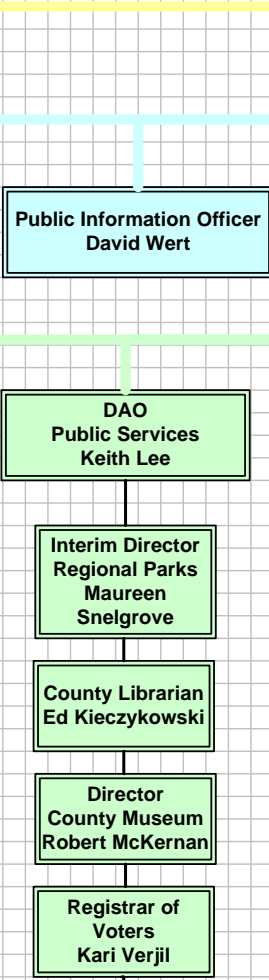 Public Information Officer
David Wert
DAO
Public Services
Keith Lee
Interim Director
Regional Parks
Maureen
Snelgrove
County Librarian
Ed Kieczykowski
Director
County Museum
Robert McKernan
Registrar of
Voters
Kari Verjil